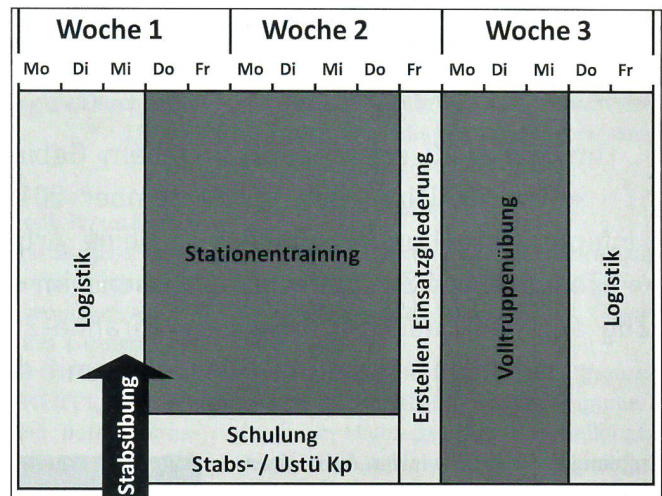 Woche 1 Woche 2 Woche 3
Mo Di Mi Do Fr Mo Di Mi Do Fr Mo Di Mi Do Fr
Logistik
Stabsübung
Stationentraining
Schulung
Stabs- / Ustü Kp
Erstellen Einsatzgliederung
Volltruppenübung
Logistik